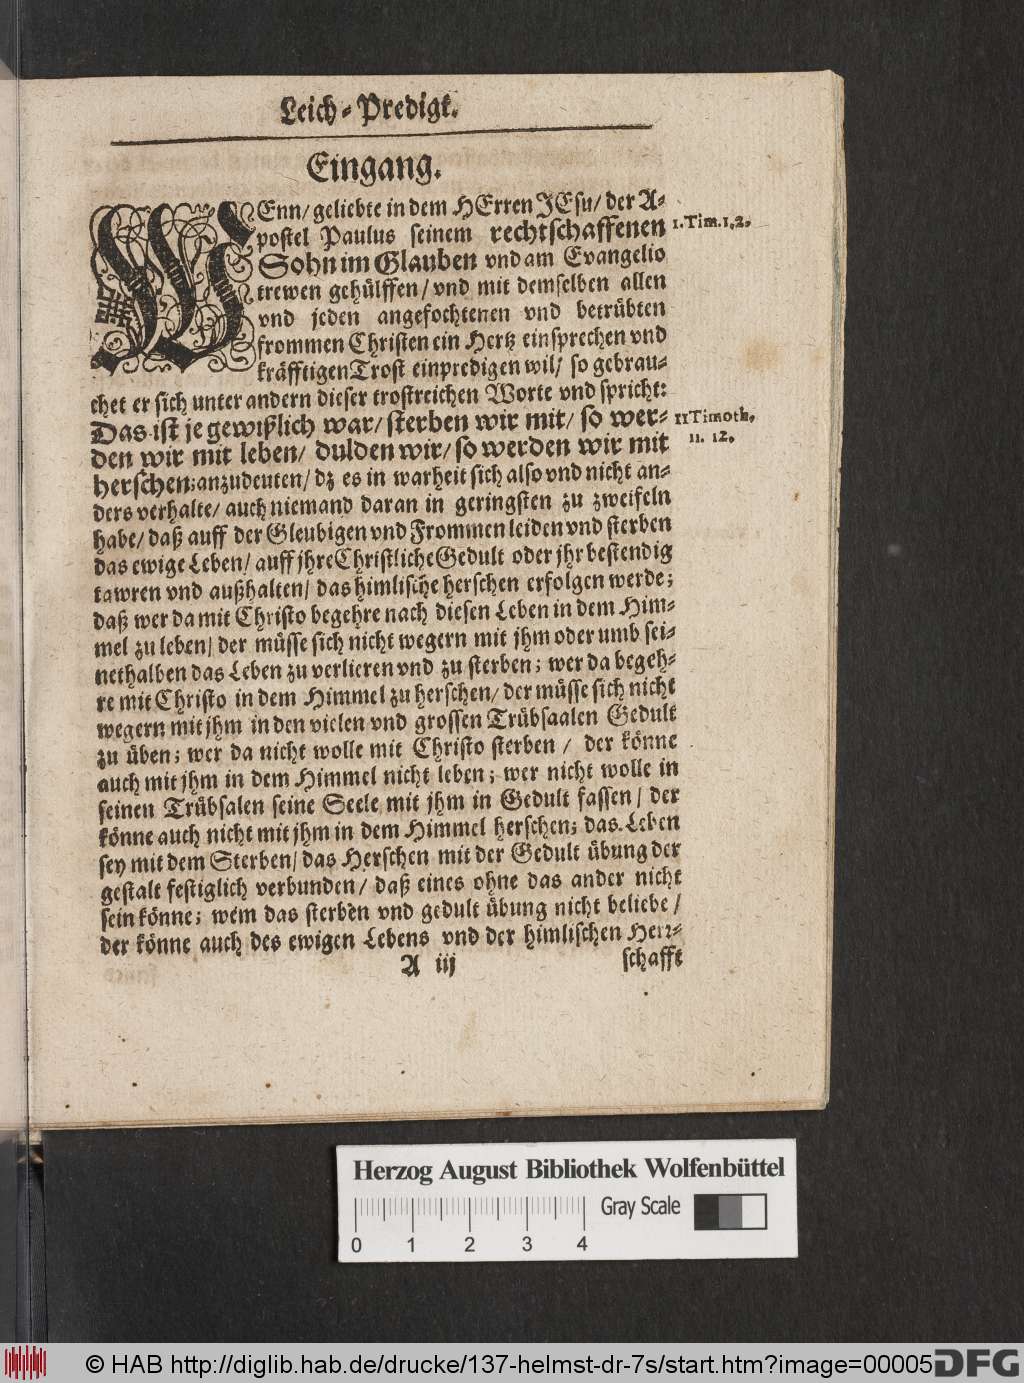 Leich-Predigt.
Eingang.
WEnn/ geliebte in dem HErren JEsu/ der A-
postel Paulus seinem rechtschaffenen
1. Tim. 1, 2.
Sohn im Glauben vnd am Evangelio
trewen gehülffen/ vnd mit demselben allen
vnd jeden angefochtenen vnd betrübten
frommen Christen ein Hertz einsprechen vnd
kräfftigen Trost einpredigen wil/ so gebrau-
chet er sich unter andern dieser trostreichen Worte vnd spricht:
Das ist je gewißlich war/ sterben wir mit/ so wer-
II Timoth.
11. 12.
den wir mit leben/ dulden wir/ so werden wir mit
herschen; anzudeuten/ dz es in warheit sich also vnd nicht an-
ders verhalte/ auch niemand daran in geringsten zu zweifeln
habe/ daß auff der Gleubigen vnd Frommen leiden vnd sterben
das ewige Leben/ auff jhre Christliche Gedult oder jhr bestendig
tawren vnd außhalten/ das himlische herschen erfolgen werde;
daß wer da mit Christo begehre nach diesen Leben in dem Him-
mel zu leben/ der müsse sich nicht wegern mit jhm oder umb sei-
nethalben das Leben zu verlieren vnd zu sterben; wer da begeh-
re mit Christo in dem Himmel zu herschen/ der müsse sich nicht
wegern mit jhm in den vielen vnd grossen Trübsaalen Gedult
zu üben; wer da nicht wolle mit Christo sterben/ der könne
auch mit jhm in dem Himmel nicht leben; wer nicht wolle in
seinen Trübsalen seine Seele mit jhm in Gedult fassen/ der
könne auch nicht mit jhm in dem Himmel herschen; das Leben
sey mit dem Sterben/ das Herschen mit der Gedult übung der
gestalt festiglich verbunden/ daß eines ohne das ander nicht
sein könne; wem das sterben vnd gedult übung nicht beliebe/
der könne auch des ewigen Lebens vnd der himlischen Herr-
A iij
schafft
Herzog August Bibliothek Wolfenbüttel
Gray Scale
0 1 2 3 4
© HAB http://diglib.hab.de/drucke/137-helmst-dr-7s/start.htm?image=00005
DFG